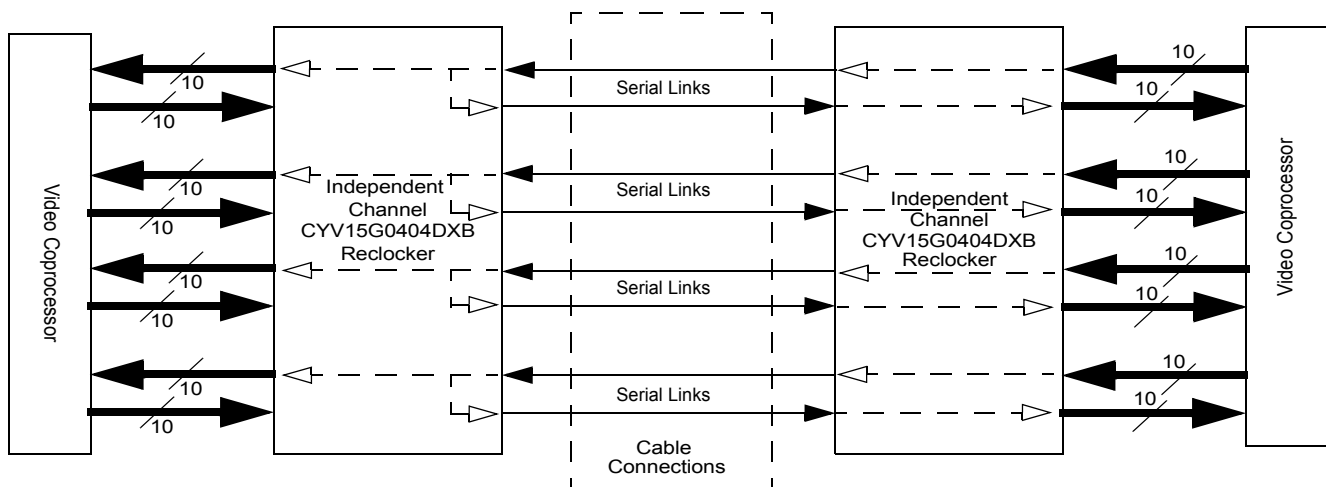 Video Coprocessor
10
10
10
10
10
10
10
10
Independent
Channel
CYV15G0404DXB
Reclocker
Serial Links
Serial Links
Serial Links
Serial Links
Cable
Connections
Independent
Channel
CYV15G0404DXB
Reclocker
10
10
10
10
10
10
10
10
Video Coprocessor